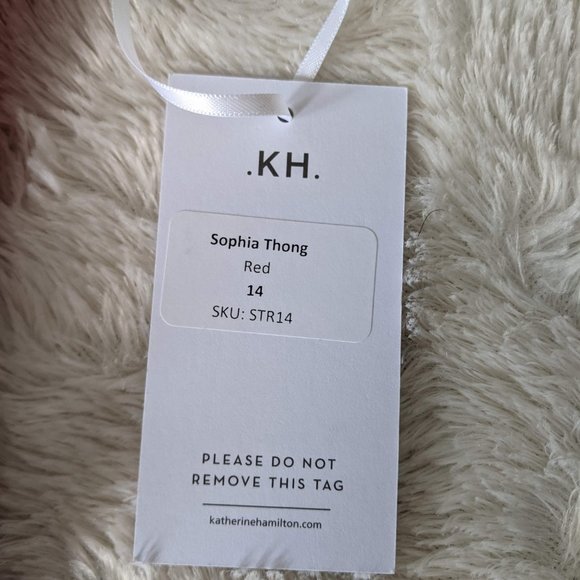 .KH.
Sophia Thong
Red
14
SKU: STR14
PLEASE DO NOT
REMOVE THIS TAG
katherinehamilton.com